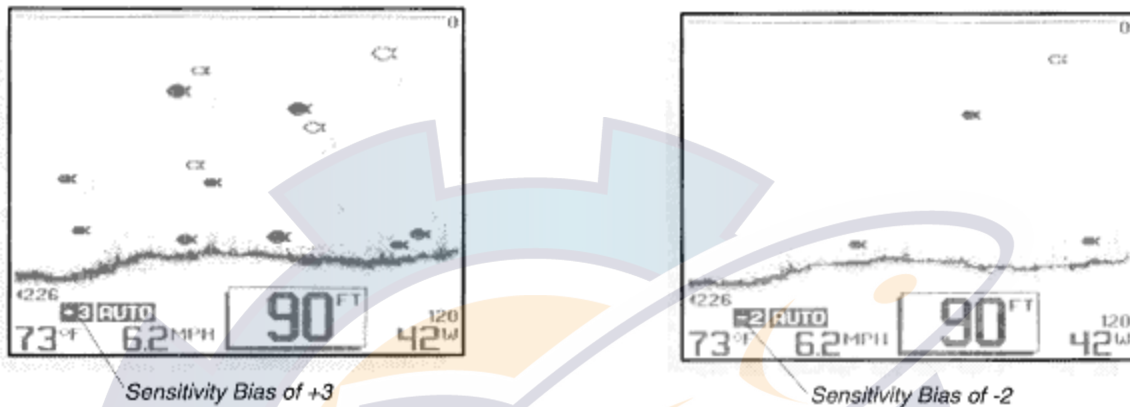 0
‹226
+3 AUTO
73°F 6.2MPH
90FT
120
42W
Sensitivity Bias of +3
0
‹226
-2 AUTO
73°F 6.2MPH
90FT
120
42W
Sensitivity Bias of -2